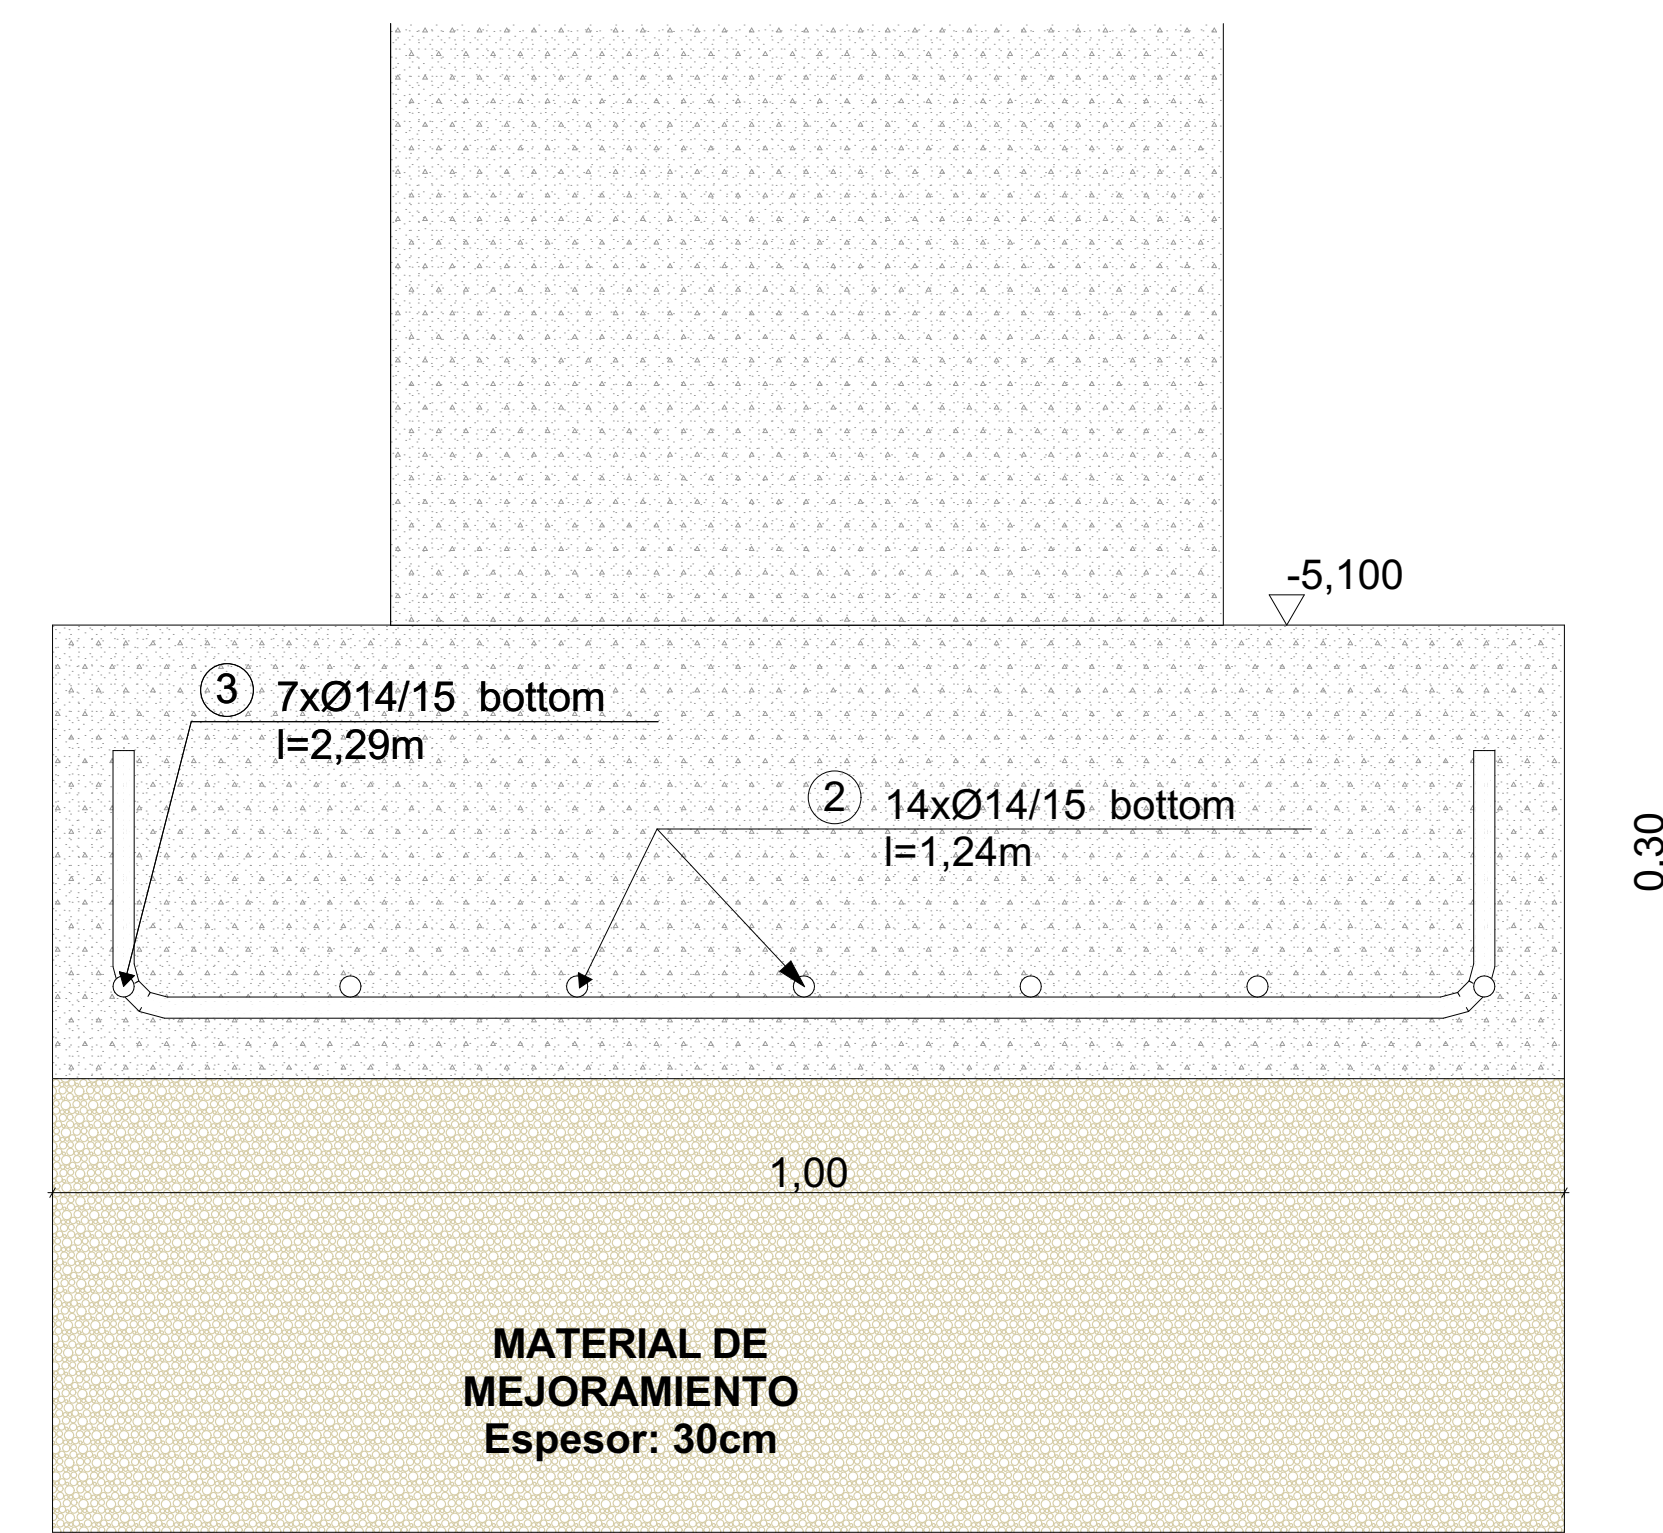 -5,100
3 7xØ14/15 bottom
l=2,29m
2 14xØ14/15 bottom
l=1,24m
0,30
1,00
MATERIAL DE
MEJORAMIENTO
Espesor: 30cm